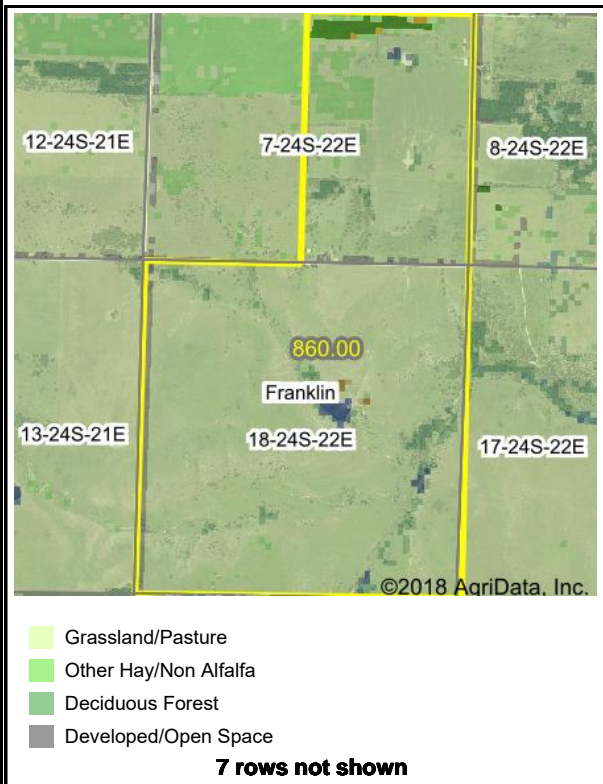 12-24S-21E
7-24S-22E
8-24S-22E
860.00
Franklin
13-24S-21E
18-24S-22E
17-24S-22E
©2018 AgriData, Inc.
Grassland/Pasture
Other Hay/Non Alfalfa
Deciduous Forest
Developed/Open Space
7 rows not shown